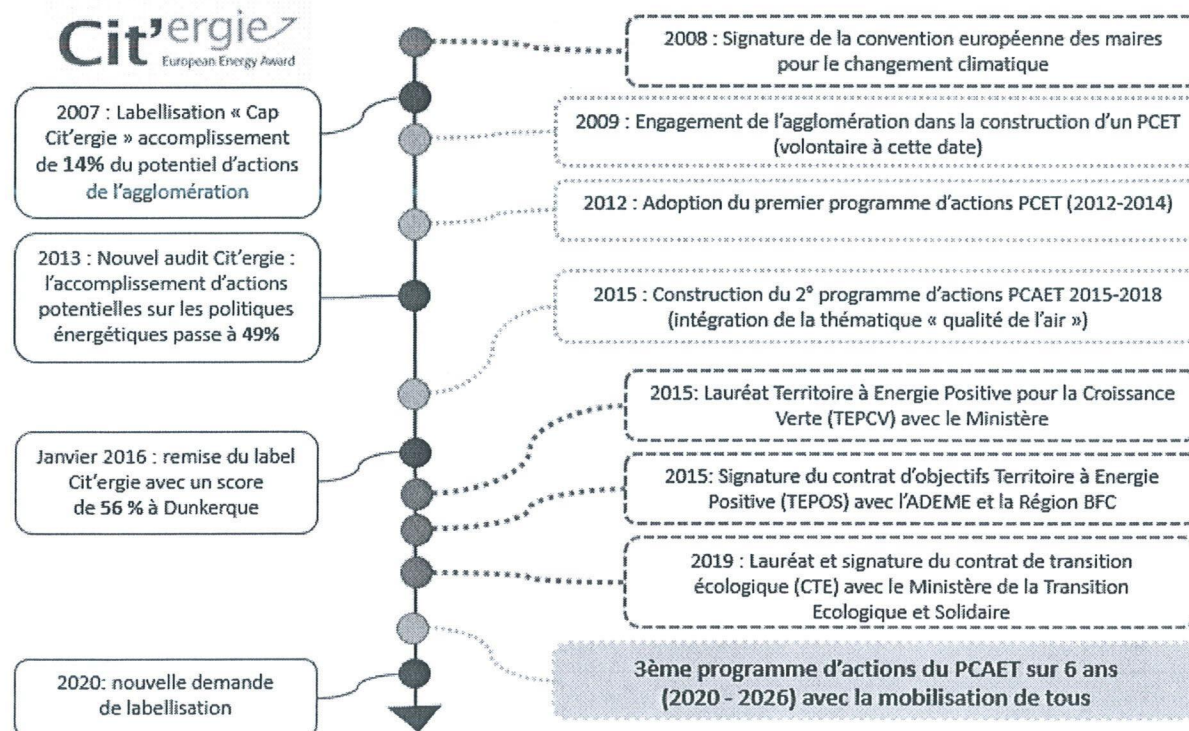 Cit'ergie
European Energy Award
2007 : Labellisation « Cap
Cit'ergie » accomplissement
de 14% du potentiel d'actions
de l'agglomération
2013 : Nouvel audit Cit'ergie :
l'accomplissement d'actions
potentielles sur les politiques
énergétiques passe à 49%
Janvier 2016 : remise du label
Cit'ergie avec un score
de 56 % à Dunkerque
2020: nouvelle demande
de labellisation
2008 : Signature de la convention européenne des maires
pour le changement climatique
2009 : Engagement de l'agglomération dans la construction d'un PCET
(volontaire à cette date)
2012 : Adoption du premier programme d'actions PCET (2012-2014)
2015 : Construction du 2° programme d'actions PCAET 2015-2018
(intégration de la thématique « qualité de l'air »)
2015: Lauréat Territoire à Energie Positive pour la Croissance
Verte (TEPCV) avec le Ministère
2015: Signature du contrat d'objectifs Territoire à Energie
Positive (TEPOS) avec l'ADEME et la Région BFC
2019 : Lauréat et signature du contrat de transition
écologique (CTE) avec le Ministère de la Transition
Ecologique et Solidaire
3ème programme d'actions du PCAET sur 6 ans
(2020 - 2026) avec la mobilisation de tous